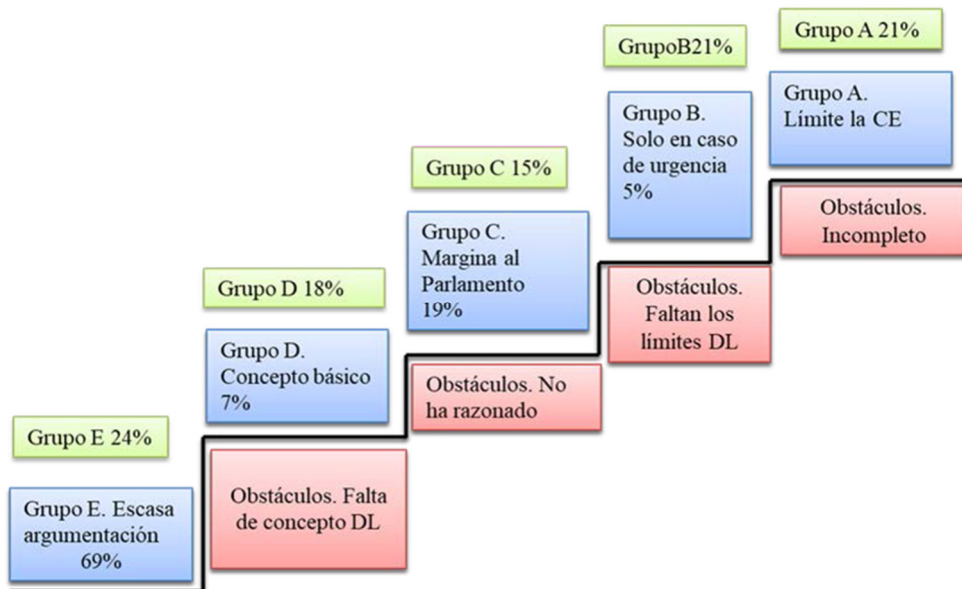 GrupoB21%
Grupo A 21%
Grupo B.
Solo en caso
de urgencia
5%
Grupo A.
Límite la CE
Grupo C 15%
Obstáculos.
Incompleto
Grupo C.
Margina al
Parlamento
19%
Grupo D 18%
Obstáculos.
Faltan los
límites DL
Grupo D.
Concepto básico
7%
Obstáculos. No
ha razonado
Grupo E 24%
Obstáculos. Falta
de concepto DL
Grupo E. Escasa
argumentación
69%